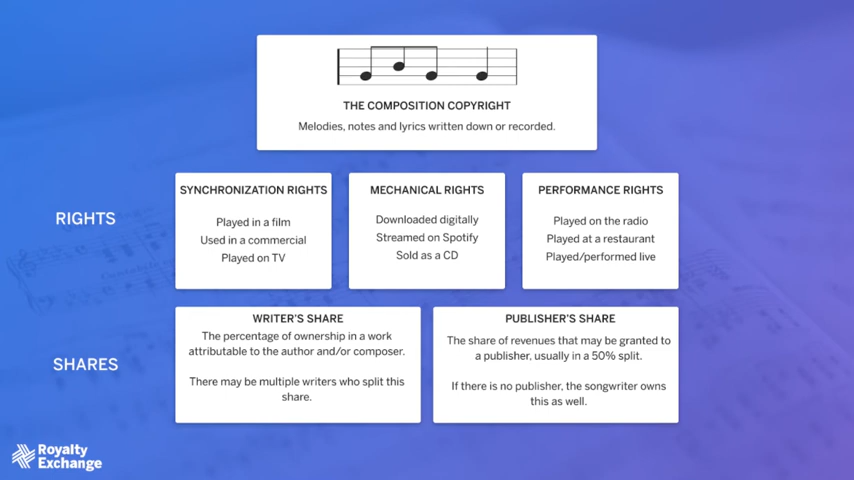 THE COMPOSITION COPYRIGHT
Melodies, notes and lyrics written down or recorded.
RIGHTS
SYNCHRONIZATION RIGHTS
Played in a film
Used in a commercial
Played on TV
MECHANICAL RIGHTS
Downloaded digitally
Streamed on Spotify
Sold as a CD
PERFORMANCE RIGHTS
Played on the radio
Played at a restaurant
Played/performed live
SHARES
WRITER'S SHARE
The percentage of ownership in a work
attributable to the author and/or composer.
There may be multiple writers who split this
share.
PUBLISHER'S SHARE
The share of revenues that may be granted to
a publisher, usually in a 50% split.
If there is no publisher, the songwriter owns
this as well.
Royalty
Exchange